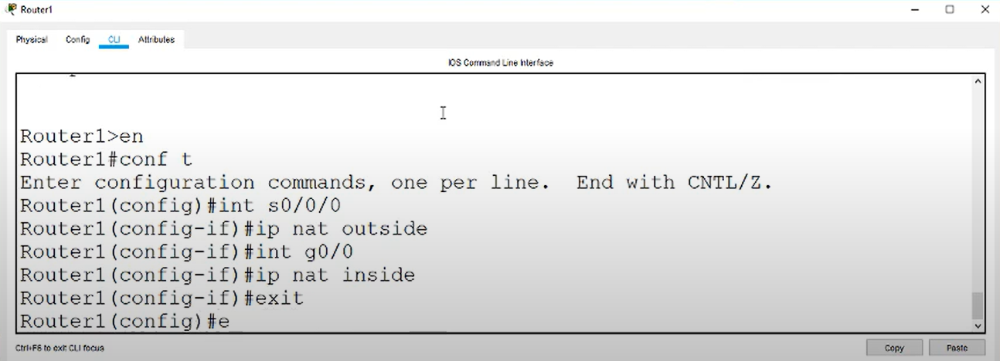 Router1
Physical Config CLI Attributes
IOS Command Line Interface
Router1>en
Router1#conf t
Enter configuration commands, one per line.  End with CNTL/Z.
Router1(config)#int s0/0/0
Router1(config-if)#ip nat outside
Router1(config-if)#int g0/0
Router1(config-if)#ip nat inside
Router1(config-if)#exit
Router1(config)#e
Ctrl+F6 to exit CLI focus
Copy Paste